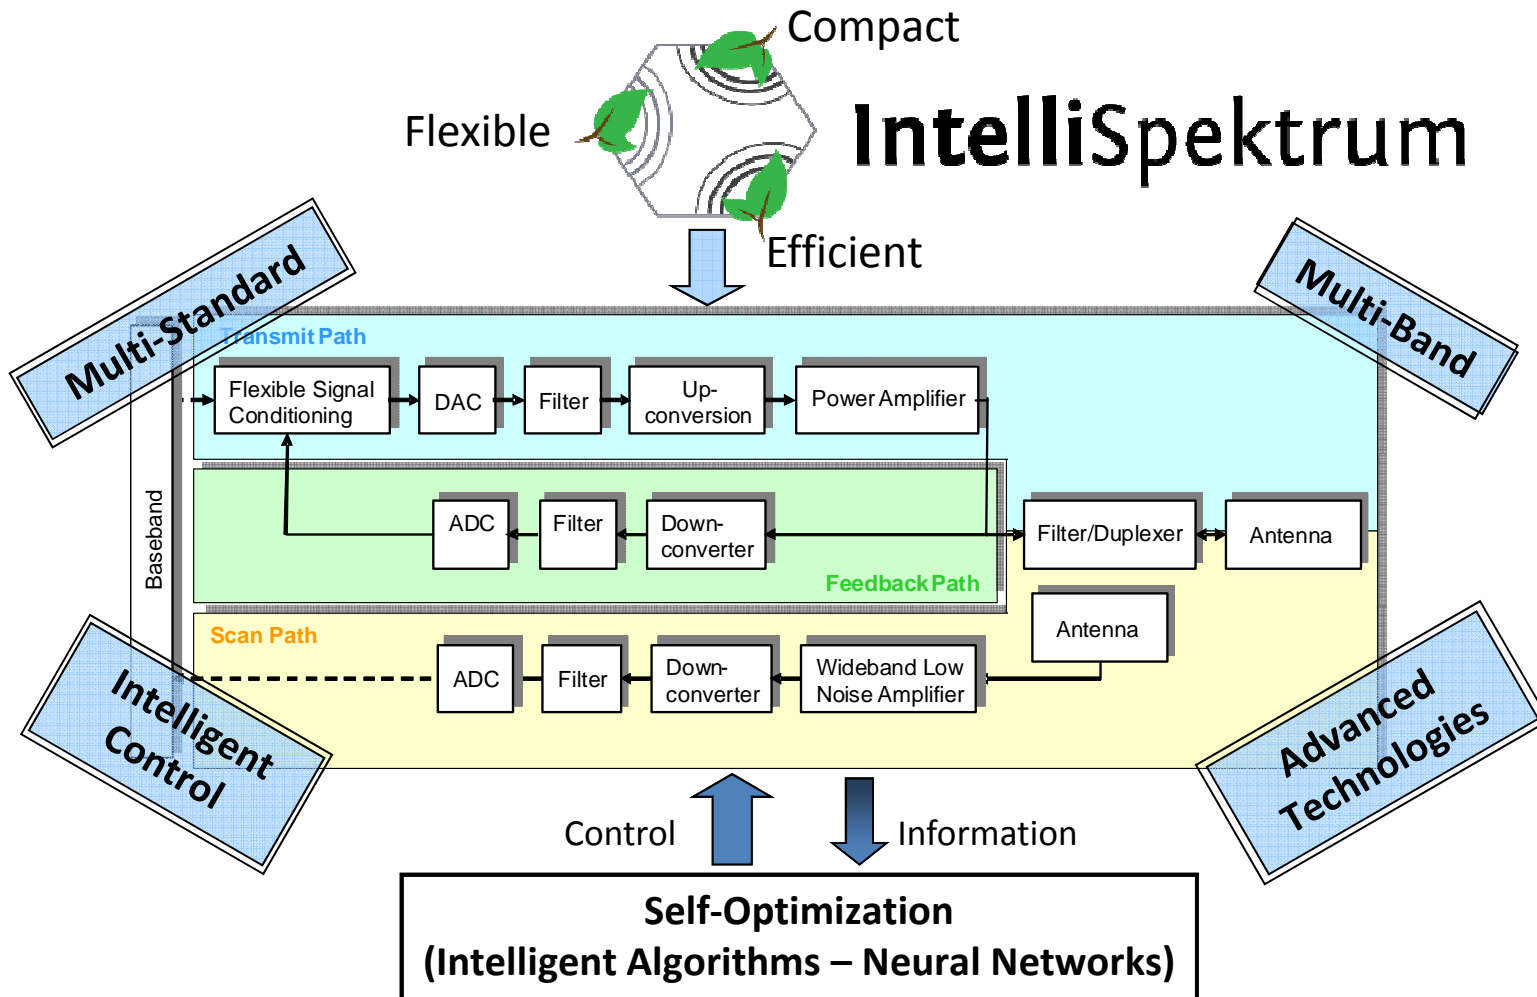 Compact
Flexible
IntelliSpektrum
Efficient
Multi-Standard
Multi-Band
Transmit Path
Flexible Signal
Conditioning
DAC
Filter
Up-
conversion
Power Amplifier
Baseband
ADC
Filter
Down-
converter
Filter/Duplexer
Antenna
Feedback Path
Scan Path
Antenna
ADC
Filter
Down-
converter
Wideband Low
Noise Amplifier
Intelligent
Control
Advanced
Technologies
Control
Information
Self-Optimization
(Intelligent Algorithms – Neural Networks)